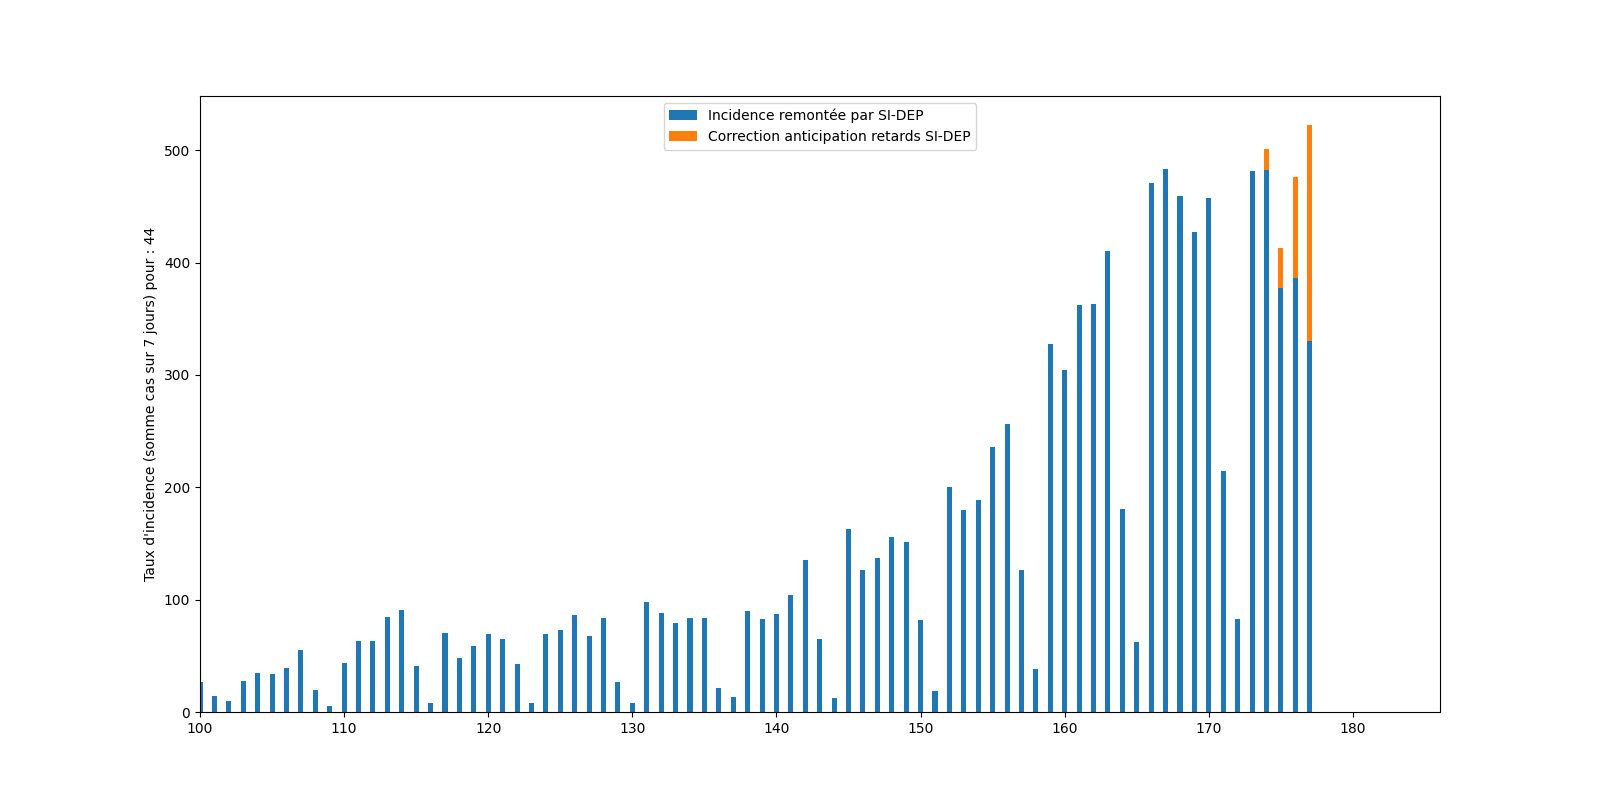 Incidence remontée par SI-DEP
Correction anticipation retards SI-DEP
Taux d'incidence (somme cas sur 7 jours) pour : 44
500
400
300
200
100
0
100 110 120 130 140 150 160 170 180